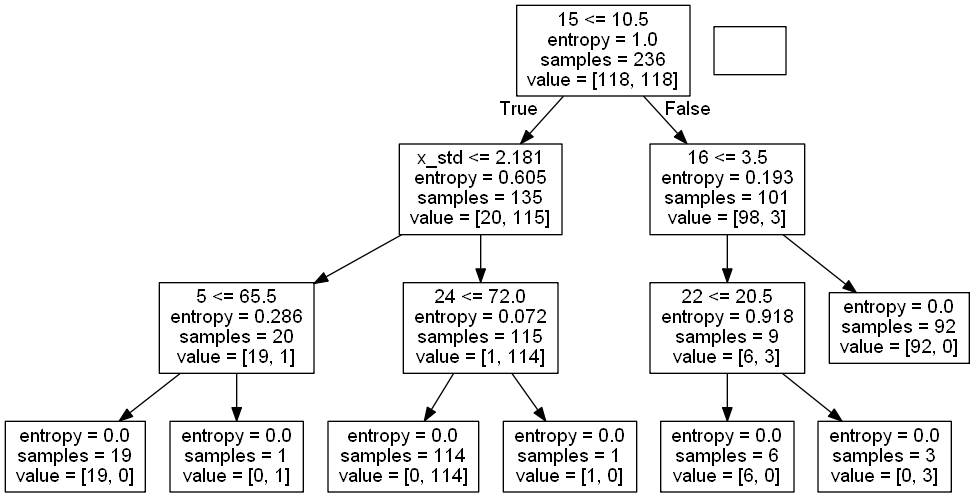 15 <= 10.5
entropy = 1.0
samples = 236
value = [118, 118]
True
False
x_std <= 2.181
entropy = 0.605
samples = 135
value = [20, 115]
16 <= 3.5
entropy = 0.193
samples = 101
value = [98, 3]
5 <= 65.5
entropy = 0.286
samples = 20
value = [19, 1]
24 <= 72.0
entropy = 0.072
samples = 115
value = [1, 114]
22 <= 20.5
entropy = 0.918
samples = 9
value = [6, 3]
entropy = 0.0
samples = 92
value = [92, 0]
entropy = 0.0
samples = 19
value = [19, 0]
entropy = 0.0
samples = 1
value = [0, 1]
entropy = 0.0
samples = 114
value = [0, 114]
entropy = 0.0
samples = 1
value = [1, 0]
entropy = 0.0
samples = 6
value = [6, 0]
entropy = 0.0
samples = 3
value = [0, 3]